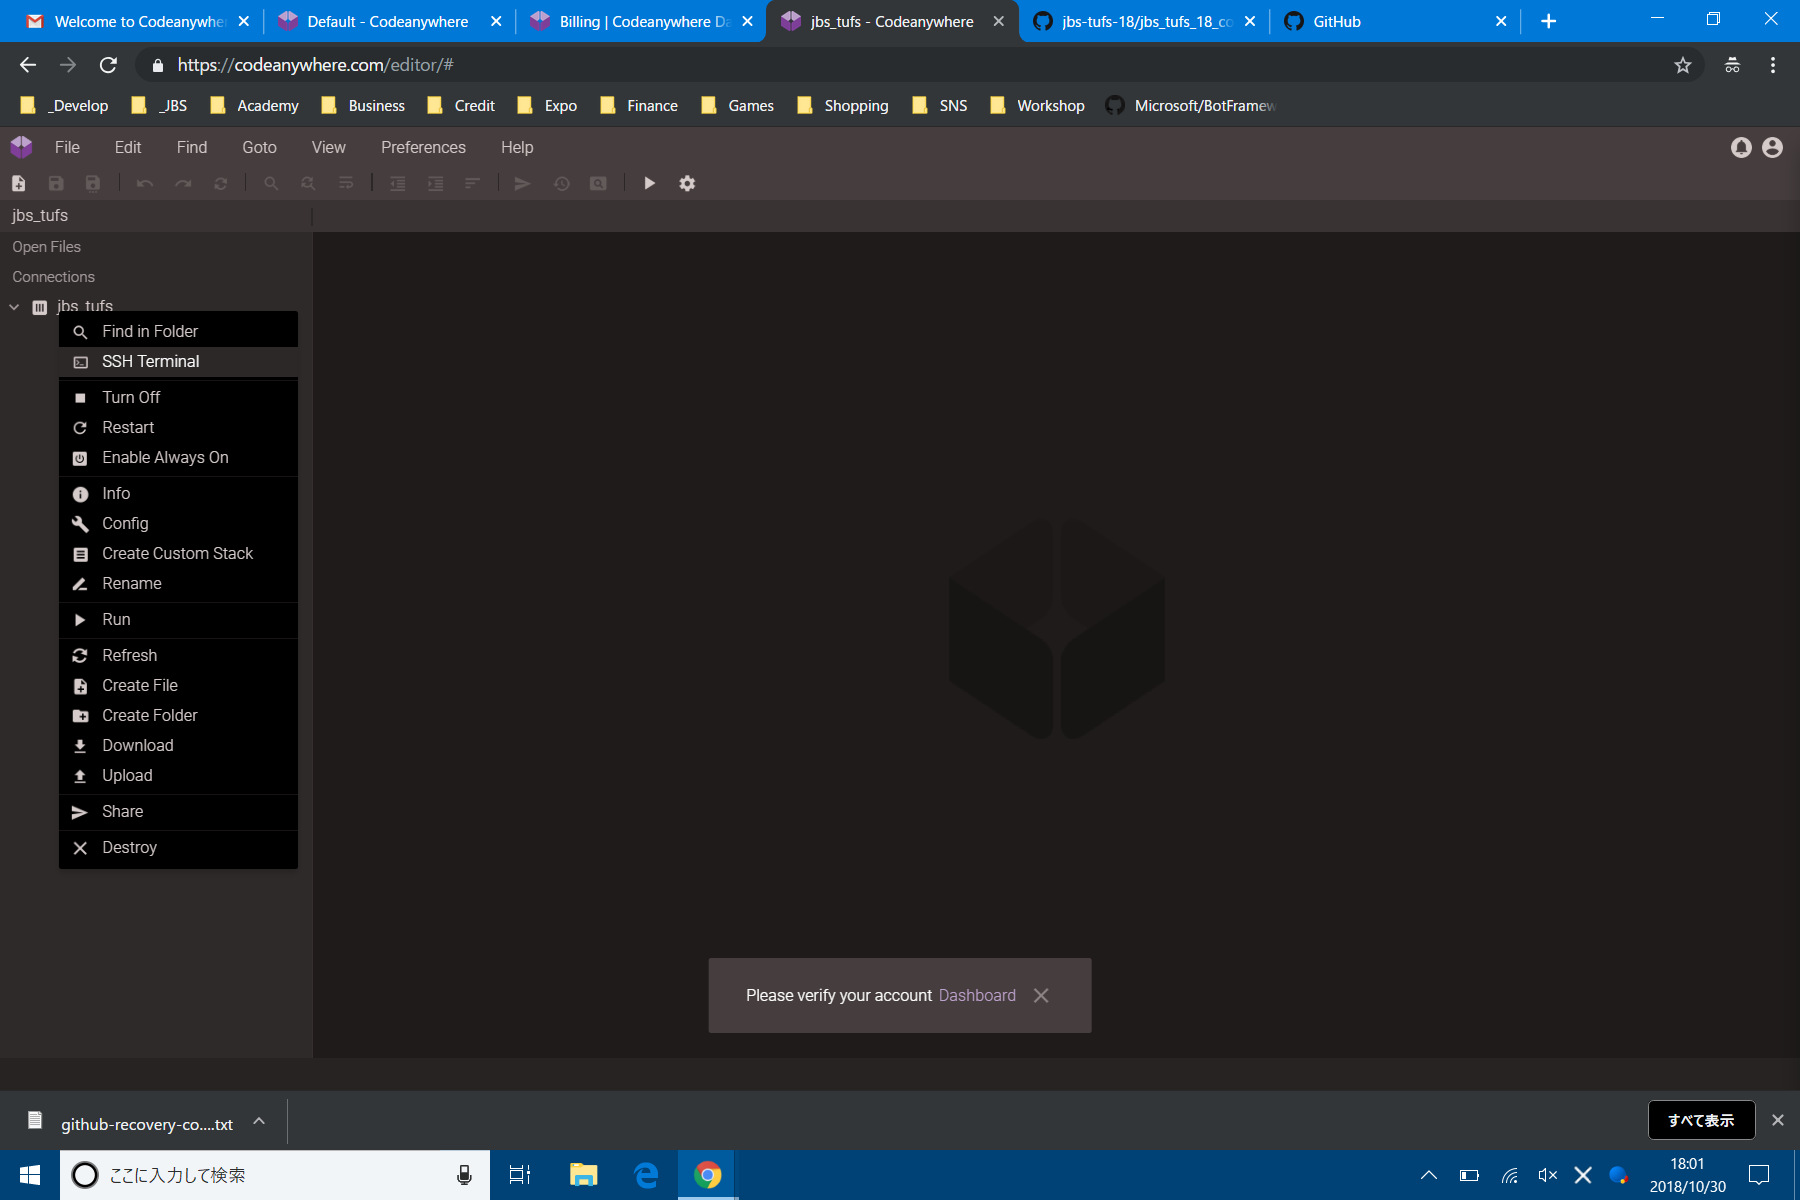 Welcome to Codeanywhe
Default - Codeanywhere
Billing | Codeanywhere Da
jbs_tufs - Codeanywhere
jbs-tufs-18/jbs_tufs_18_co
GitHub
https://codeanywhere.com/editor/#
_Develop
_JBS
Academy
Business
Credit
Expo
Finance
Games
Shopping
SNS
Workshop
Microsoft/BotFramew
File
Edit
Find
Goto
View
Preferences
Help
jbs_tufs
Open Files
Connections
jbs_tufs
Find in Folder
SSH Terminal
Turn Off
Restart
Enable Always On
Info
Config
Create Custom Stack
Rename
Run
Refresh
Create File
Create Folder
Download
Upload
Share
Destroy
Please verify your account Dashboard
github-recovery-co....txt
すべて表示
ここに入力して検索
18:01
2018/10/30